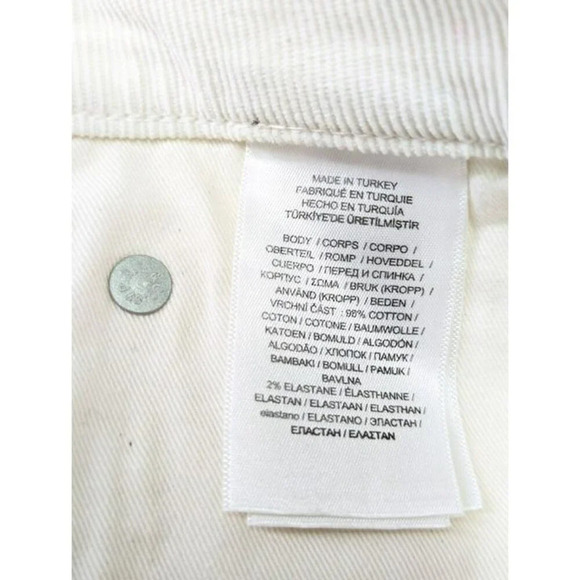 MADE IN TURKEY
FABRIQUÉ EN TURQUIE
HECHO EN TURQUÍA
TÜRKİYE'DE ÜRETİLMİŞTİR
BODY / CORPS / CORPO /
OBERTEIL / ROMP / HOVEDDEL /
CUERPO / ПЕРЕД И СПИНКА /
КОРПУС / ΣΩΜΑ / BRUK (KROPP) /
ANVÄND (KROPP) / BEDEN /
VRCHNÍ ČÁST : 98% COTTON /
COTON / COTONE / BAUMWOLLE /
KATOEN / BOMULD / ALGODÓN /
ALGODÃO / ХЛОПОК / ПАМУК /
BAMBAKI / BOMULL / PAMUK /
BAVLNA
2% ELASTANE / ÉLASTHANNE /
ELASTAN / ELASTAAN / ELASTHAN /
elastano / ELASTANO / ЭЛАСТАН /
ЕЛАСТАН / ΕΛΑΣΤΑΝ